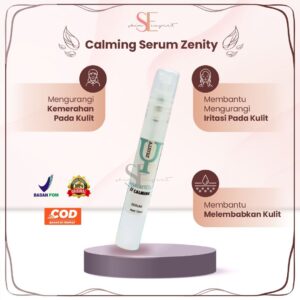 SE
Calming Serum Zenity
Mengurangi
Kemerahan
Pada Kulit
Membantu
Mengurangi
Iritasi Pada Kulit
ZENITY
CALMING
SERUM
Membantu
Melembabkan Kulit
BADAN POM
COD